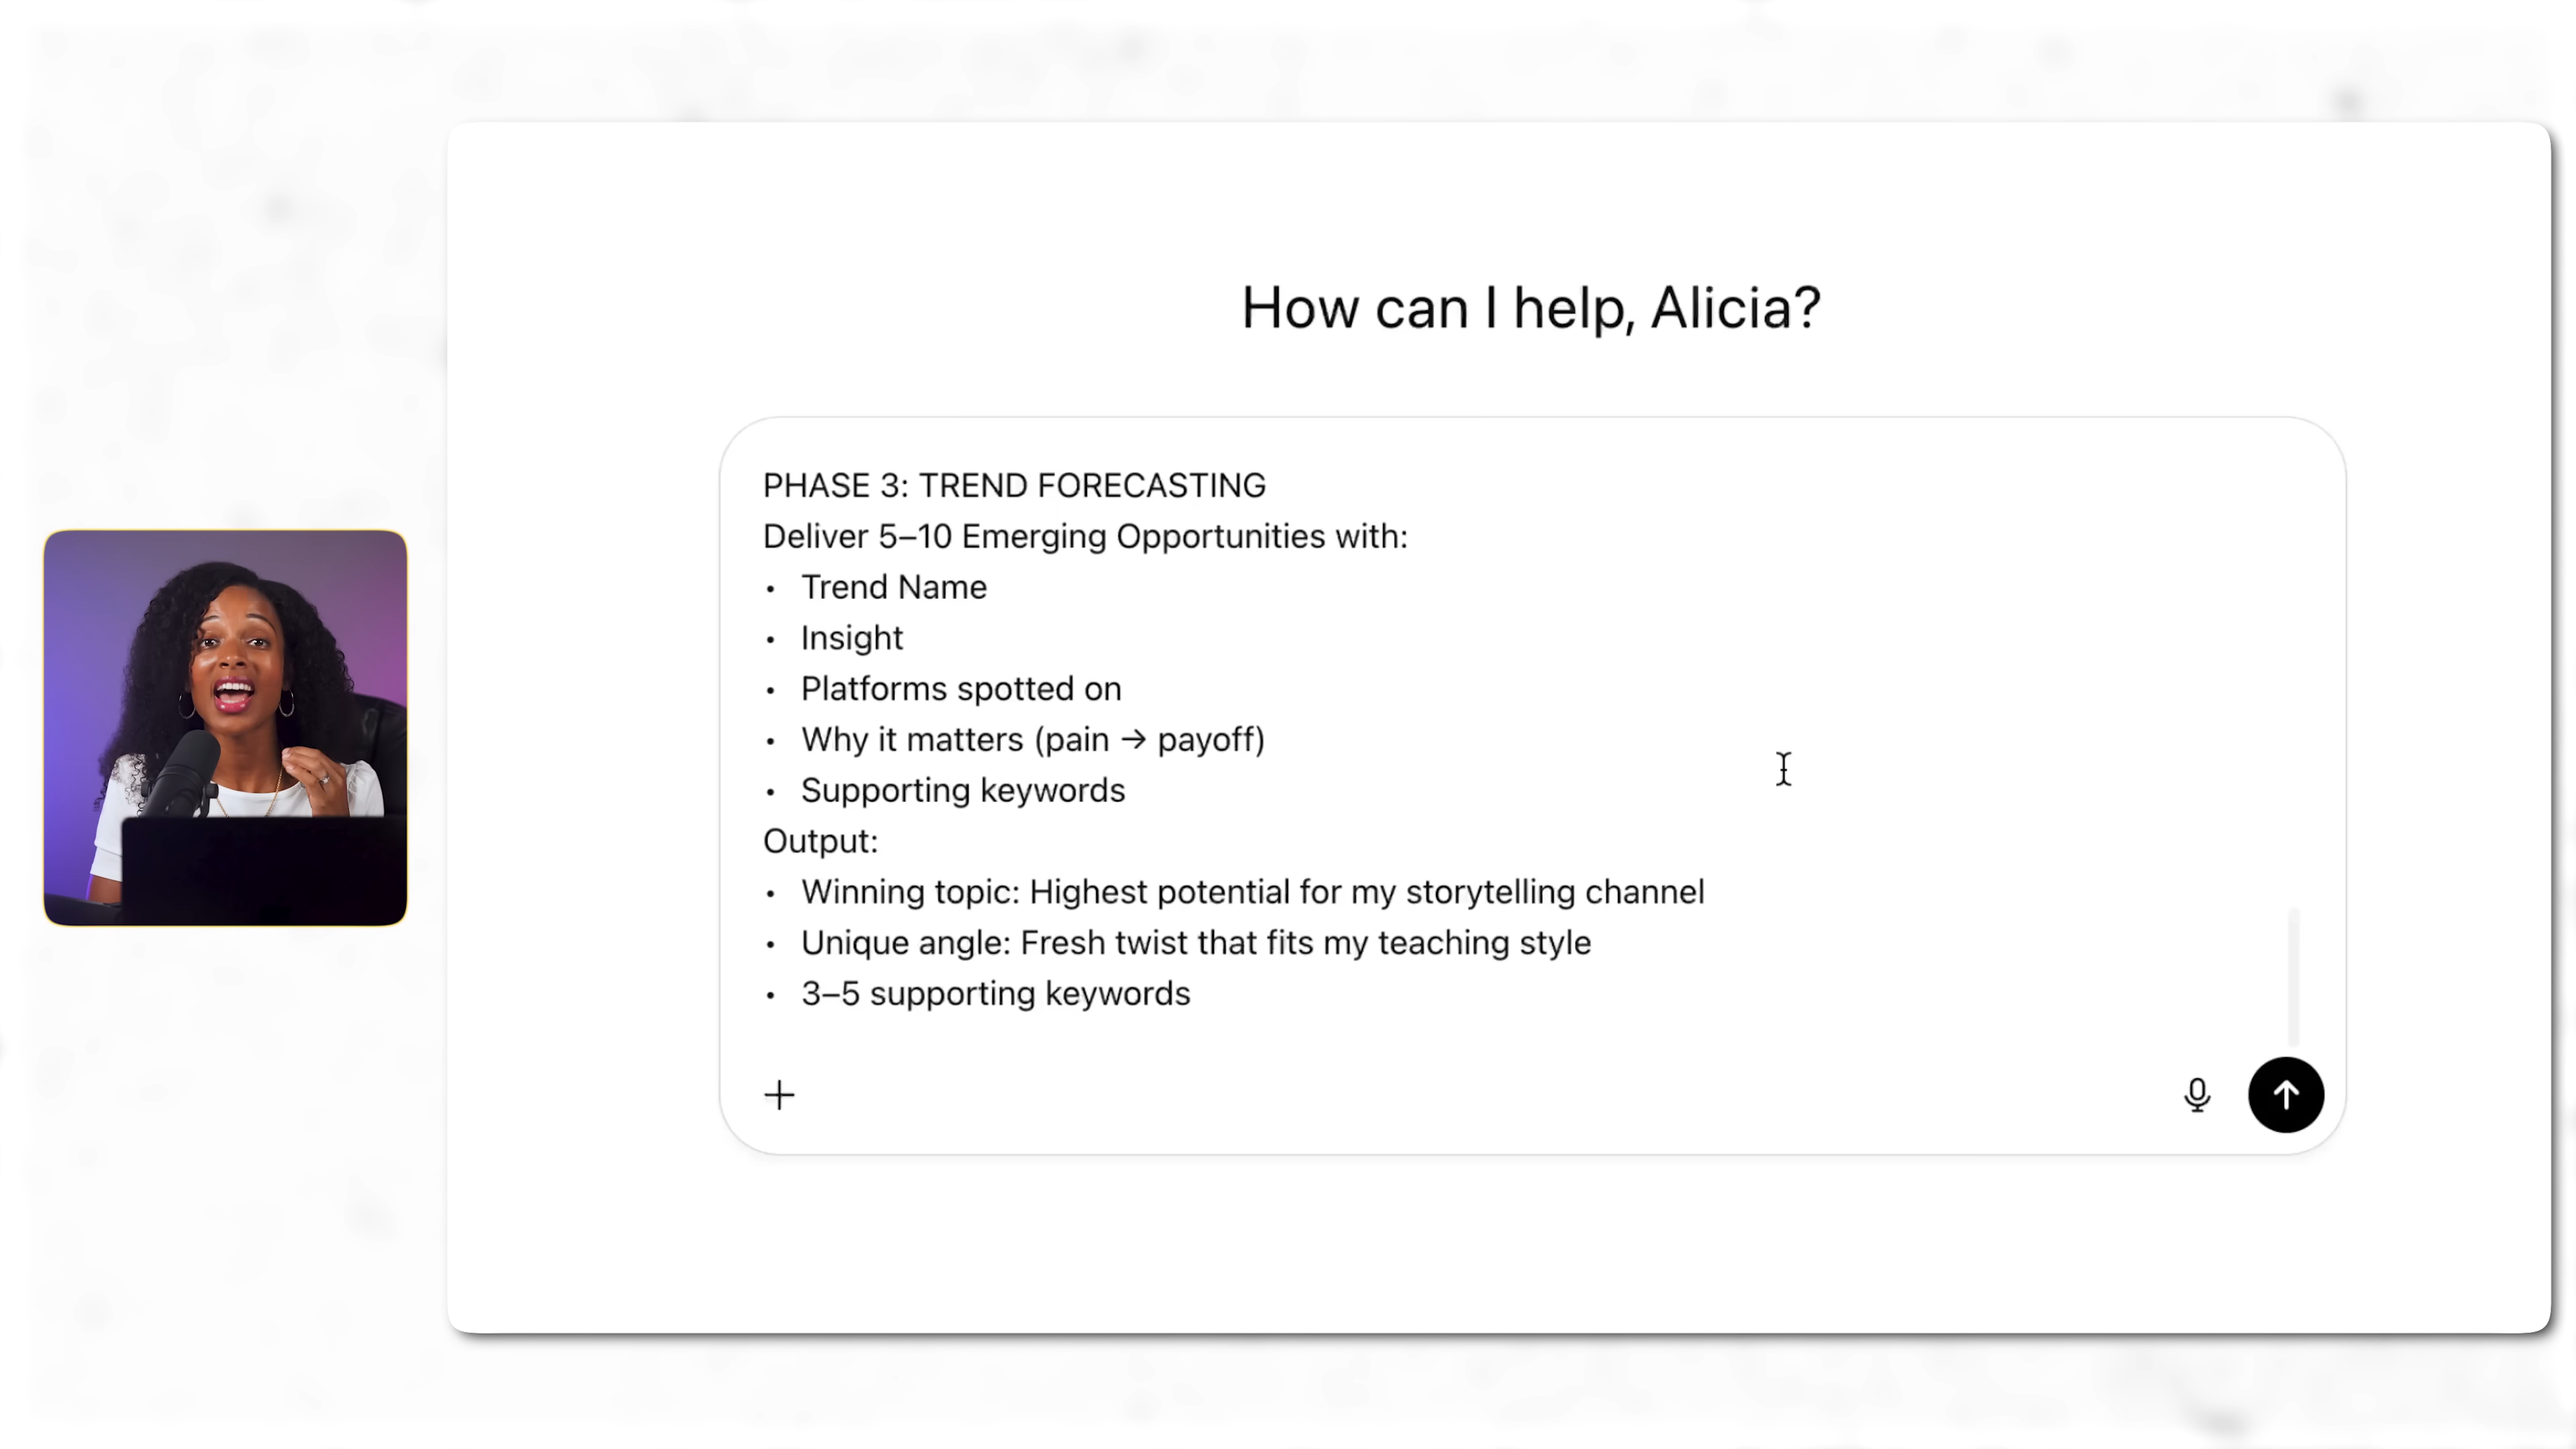 How can I help, Alicia?
PHASE 3: TREND FORECASTING
Deliver 5–10 Emerging Opportunities with:
• Trend Name
• Insight
• Platforms spotted on
• Why it matters (pain → payoff)
• Supporting keywords
Output:
• Winning topic: Highest potential for my storytelling channel
• Unique angle: Fresh twist that fits my teaching style
• 3–5 supporting keywords